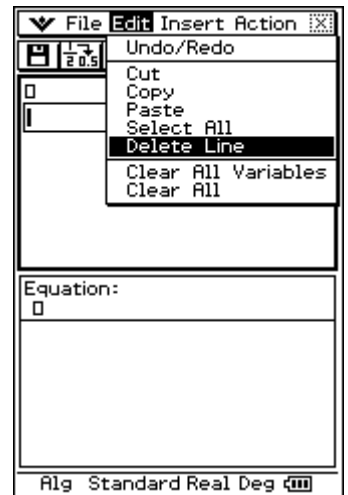 File Edit Insert Action
Undo/Redo
Cut
Copy
Paste
Select All
Delete Line
Clear All Variables
Clear All
Equation:
Alg Standard Real Deg